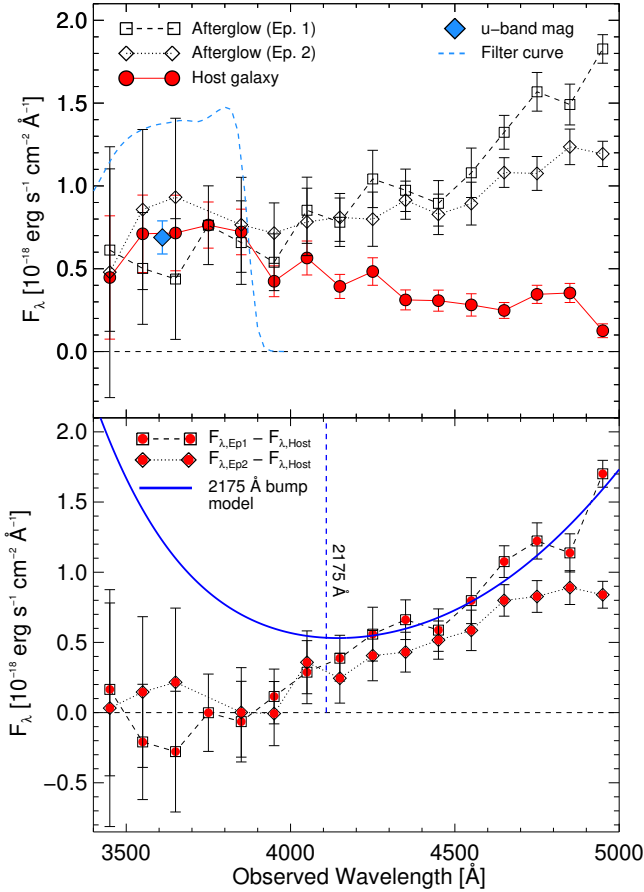 Afterglow (Ep. 1)
Afterglow (Ep. 2)
Host galaxy
u-band mag
Filter curve
2.0
1.5
1.0
0.5
0.0
F_λ [10⁻¹⁸ erg s⁻¹ cm⁻² Å⁻¹]
F_λ,Ep1 − F_λ,Host
F_λ,Ep2 − F_λ,Host
2175 Å bump
model
2175 Å
2.0
1.5
1.0
0.5
0.0
−0.5
F_λ [10⁻¹⁸ erg s⁻¹ cm⁻² Å⁻¹]
3500 4000 4500 5000
Observed Wavelength [Å]